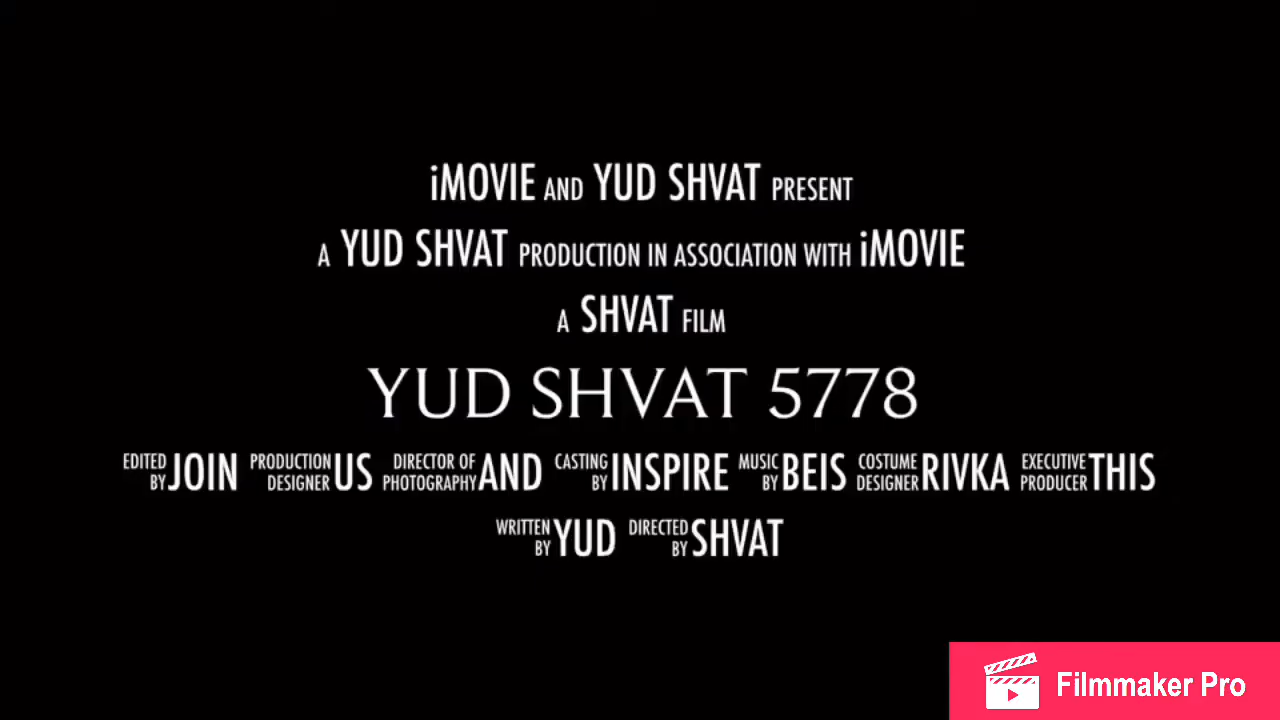 iMOVIE AND YUD SHVAT PRESENT
A YUD SHVAT PRODUCTION IN ASSOCIATION WITH iMOVIE
A SHVAT FILM
YUD SHVAT 5778
EDITED BY JOIN PRODUCTION DESIGNER US DIRECTOR OF PHOTOGRAPHY AND CASTING BY INSPIRE MUSIC BY BEIS COSTUME DESIGNER RIVKA EXECUTIVE PRODUCER THIS
WRITTEN BY YUD DIRECTED BY SHVAT
Filmmaker Pro